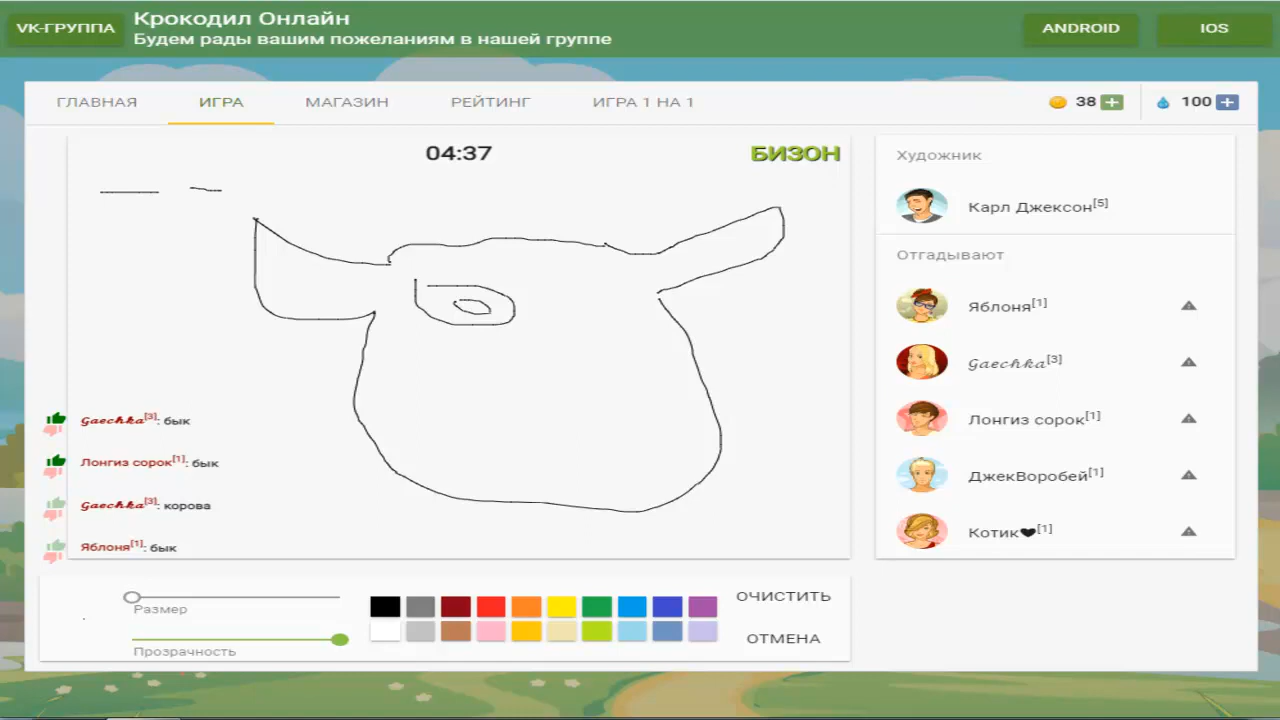 VK-ГРУППА
Крокодил Онлайн
Будем рады вашим пожеланиям в нашей группе
ANDROID
IOS
ГЛАВНАЯ
ИГРА
МАГАЗИН
РЕЙТИНГ
ИГРА 1 НА 1
38
100
04:37
БИЗОН
Gaechka[3]: бык
Лонгиз сорок[1]: бык
Gaechka[3]: корова
Яблоня[1]: бык
Художник
Карл Джексон[5]
Отгадывают
Яблоня[1]
Gaechka[3]
Лонгиз сорок[1]
ДжекВоробей[1]
Котик❤[1]
Размер
Прозрачность
ОЧИСТИТЬ
ОТМЕНА